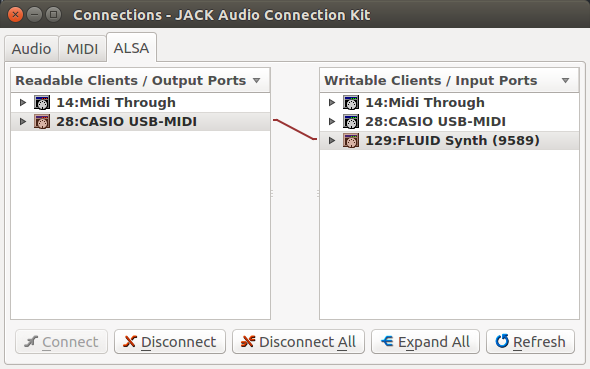 Connections - JACK Audio Connection Kit
Audio MIDI ALSA
Readable Clients / Output Ports Writable Clients / Input Ports
14:Midi Through 14:Midi Through
28:CASIO USB-MIDI 28:CASIO USB-MIDI
129:FLUID Synth (9589)
Connect Disconnect Disconnect All Expand All Refresh